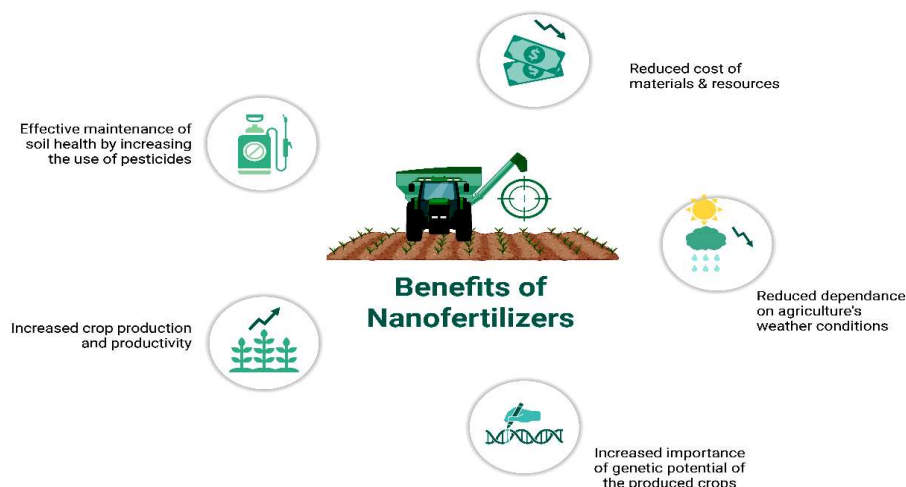 Benefits of
Nanofertilizers
Reduced cost of
materials & resources
Reduced dependance
on agriculture's
weather conditions
Increased importance
of genetic potential of
the produced crops
Increased crop production
and productivity
Effective maintenance of
soil health by increasing
the use of pesticides